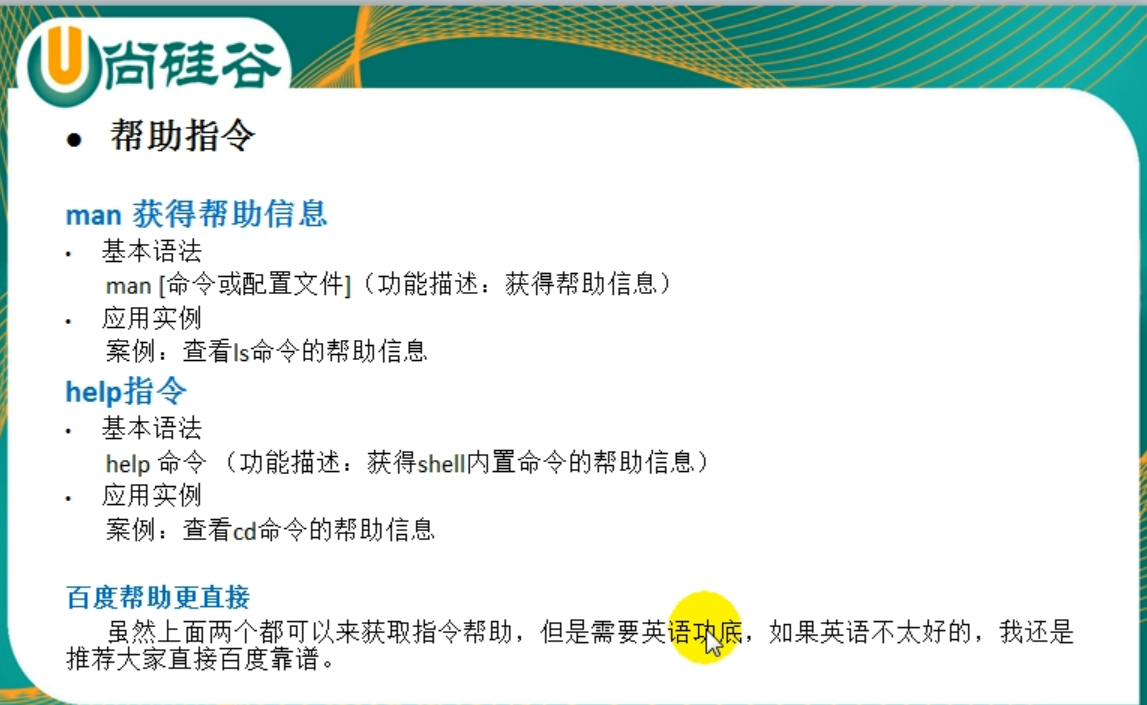 尚硅谷
• 帮助指令
man 获得帮助信息
• 基本语法
man [命令或配置文件]（功能描述：获得帮助信息）
• 应用实例
案例：查看ls命令的帮助信息
help指令
• 基本语法
help 命令 （功能描述：获得shell内置命令的帮助信息）
• 应用实例
案例：查看cd命令的帮助信息
百度帮助更直接
虽然上面两个都可以来获取指令帮助，但是需要英语功底，如果英语不太好的，我还是
推荐大家直接百度靠谱。